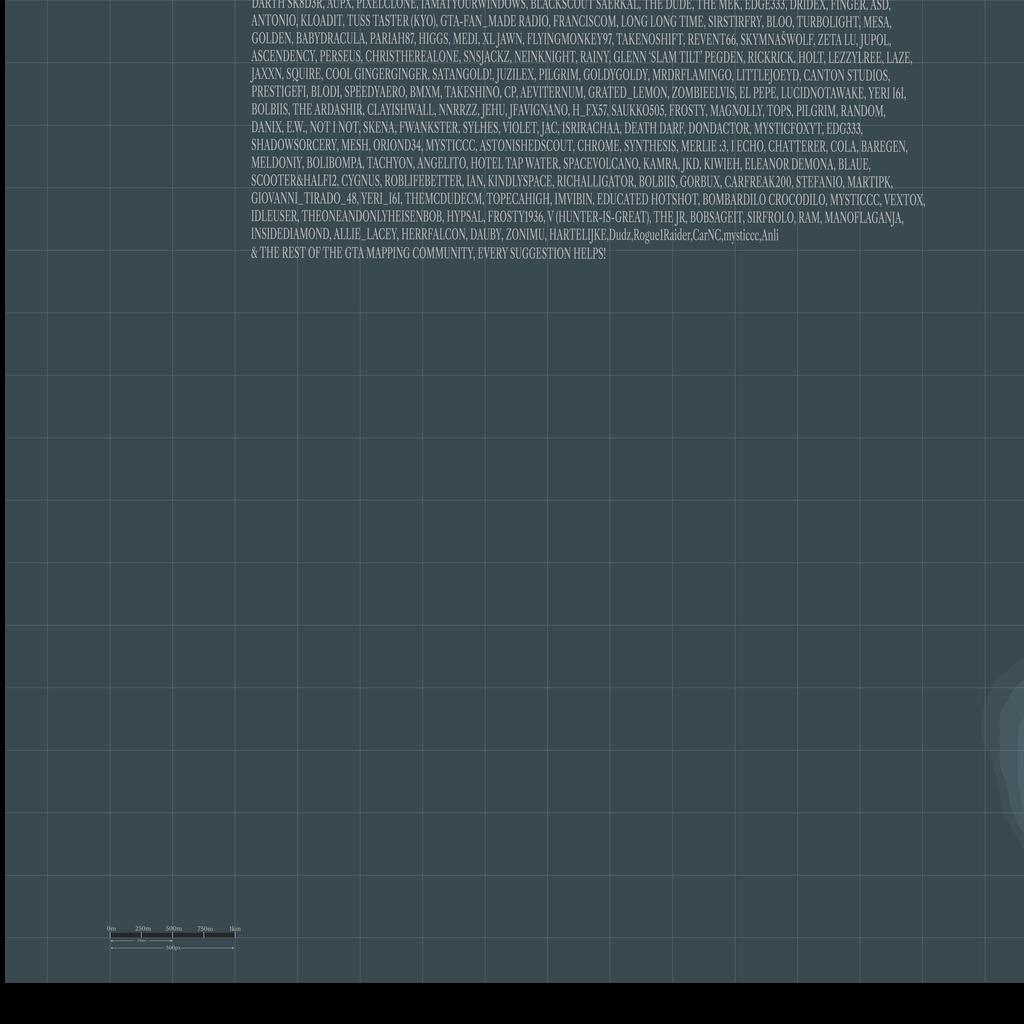 DARTH SK8D3R, AUPX, PIXELCLONE, IAMATYOURWINDOWS, BLACKSCOUT SAERKAL, THE DUDE, THE MEK, EDGE333, DRIDEX, FINGER, ASD,
ANTONIO, KLOADIT, TUSS TASTER (KYO), GTA-FAN_MADE RADIO, FRANCISCOM, LONG LONG TIME, SIRSTIRFRY, BLOO, TURBOLIGHT, MESA,
GOLDEN, BABYDRACULA, PARIAH87, HIGGS, MEDI, XL JAWN, FLYINGMONKEY97, TAKENOSHIFT, REVENT66, SKYMNAŚWOLF, ZETA LU, JUPOL,
ASCENDENCY, PERSEUS, CHRISTHEREALONE, SNSJACKZ, NEINKNIGHT, RAINY, GLENN 'SLAM TILT' PEGDEN, RICKRICK, HOLT, LEZZYLREE, LAZE,
JAXXN, SQUIRE, COOL GINGERGINGER, SATANGOLD!, JUZILEX, PILGRIM, GOLDYGOLDY, MRDRFLAMINGO, LITTLEJOEYD, CANTON STUDIOS,
PRESTIGEFI, BLODI, SPEEDYAERO, BMXM, TAKESHINO, CP, AEVITERNUM, GRATED_LEMON, ZOMBIEELVIS, EL PEPE, LUCIDNOTAWAKE, YERI 161,
BOLBIIS, THE ARDASHIR, CLAYISHWALL, NNRRZZ, JEHU, JFAVIGNANO, H_FX57, SAUKKO505, FROSTY, MAGNOLLY, TOPS, PILGRIM, RANDOM,
DANIX, E.W., NOT I NOT, SKENA, FWANKSTER, SYLHES, VIOLET, JAC, ISRIRACHAA, DEATH DARF, DONDACTOR, MYSTICFOXYT, EDG333,
SHADOWSORCERY, MESH, ORIOND34, MYSTICCC, ASTONISHEDSCOUT, CHROME, SYNTHESIS, MERLIE :3, I ECHO, CHATTERER, COLA, BAREGEN,
MELDONIY, BOLIBOMPA, TACHYON, ANGELITO, HOTEL TAP WATER, SPACEVOLCANO, KAMRA, JKD, KIWIEH, ELEANOR DEMONA, BLAUE,
SCOOTER&HALF12, CYGNUS, ROBLIFEBETTER, IAN, KINDLYSPACE, RICHALLIGATOR, BOLBIIS, GORBUX, CARFREAK200, STEFANIO, MARTIPK,
GIOVANNI_TIRADO_48, YERI_161, THEMCDUDECM, TOPECAHIGH, IMVIBIN, EDUCATED HOTSHOT, BOMBARDILO CROCODILO, MYSTICCC, VEXTOX,
IDLEUSER, THEONEANDONLYHEISENBOB, HYPSAL, FROSTY1936, V (HUNTER-IS-GREAT), THE JR, BOBSAGEIT, SIRFROLO, RAM, MANOFLAGANJA,
INSIDEDIAMOND, ALLIE_LACEY, HERRFALCON, DAUBY, ZONIMU, HARTELIJKE,Dudz,Rogue1Raider,CarNC,mysticcc,Anli
& THE REST OF THE GTA MAPPING COMMUNITY, EVERY SUGGESTION HELPS!
0m 250m 500m 750m 1km
500px